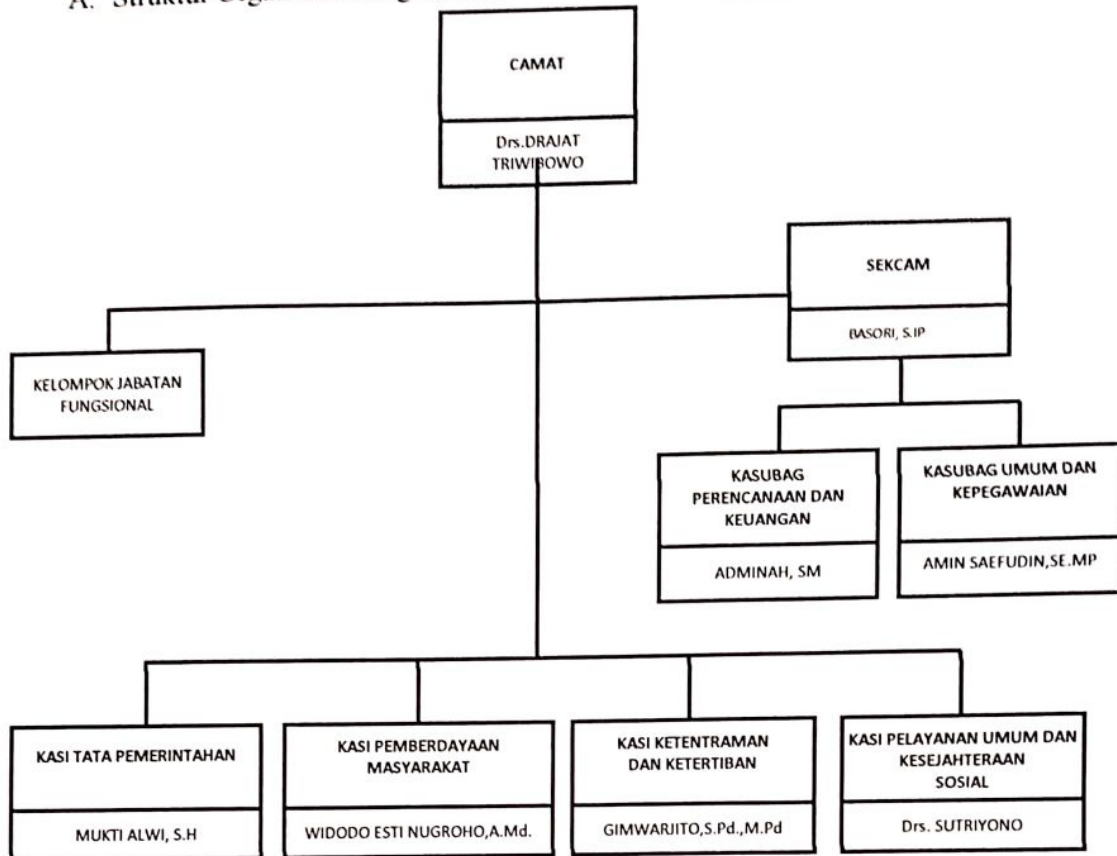 A. Struktur
CAMAT
Drs.DRAJAT
TRIWIBOWO
SEKCAM
BASORI, S.IP
KELOMPOK JABATAN
FUNGSIONAL
KASUBAG
PERENCANAAN DAN
KEUANGAN
ADMINAH, SM
KASUBAG UMUM DAN
KEPEGAWAIAN
AMIN SAEFUDIN,SE.MP
KASI TATA PEMERINTAHAN
MUKTI ALWI, S.H
KASI PEMBERDAYAAN
MASYARAKAT
WIDODO ESTI NUGROHO,A.Md.
KASI KETENTRAMAN
DAN KETERTIBAN
GIMWARJITO,S.Pd.,M.Pd
KASI PELAYANAN UMUM DAN
KESEJAHTERAAN
SOSIAL
Drs. SUTRIYONO